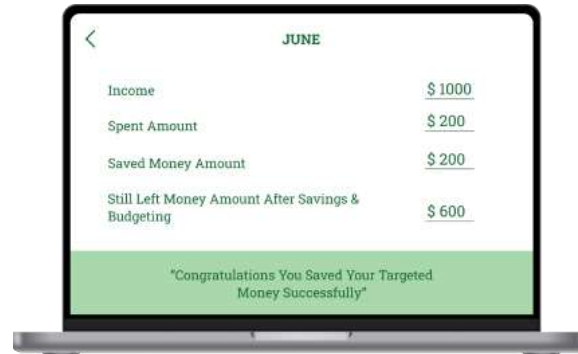 JUNE
Income $ 1000
Spent Amount $ 200
Saved Money Amount $ 200
Still Left Money Amount After Savings &
Budgeting $ 600
"Congratulations You Saved Your Targeted
Money Successfully"